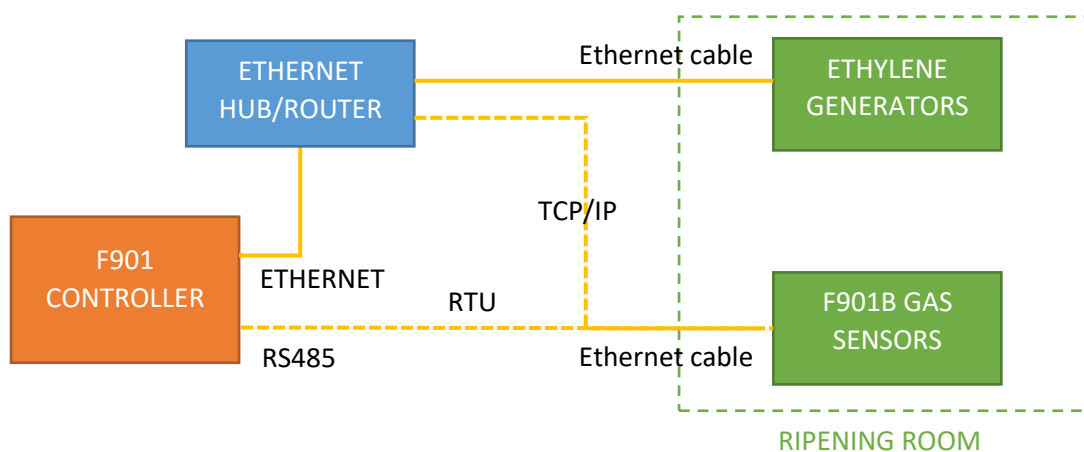 Ethernet cable
ETHERNET
HUB/ROUTER
ETHYLENE
GENERATORS
TCP/IP
F901
CONTROLLER
ETHERNET
RTU
RS485
F901B GAS
SENSORS
Ethernet cable
RIPENING ROOM